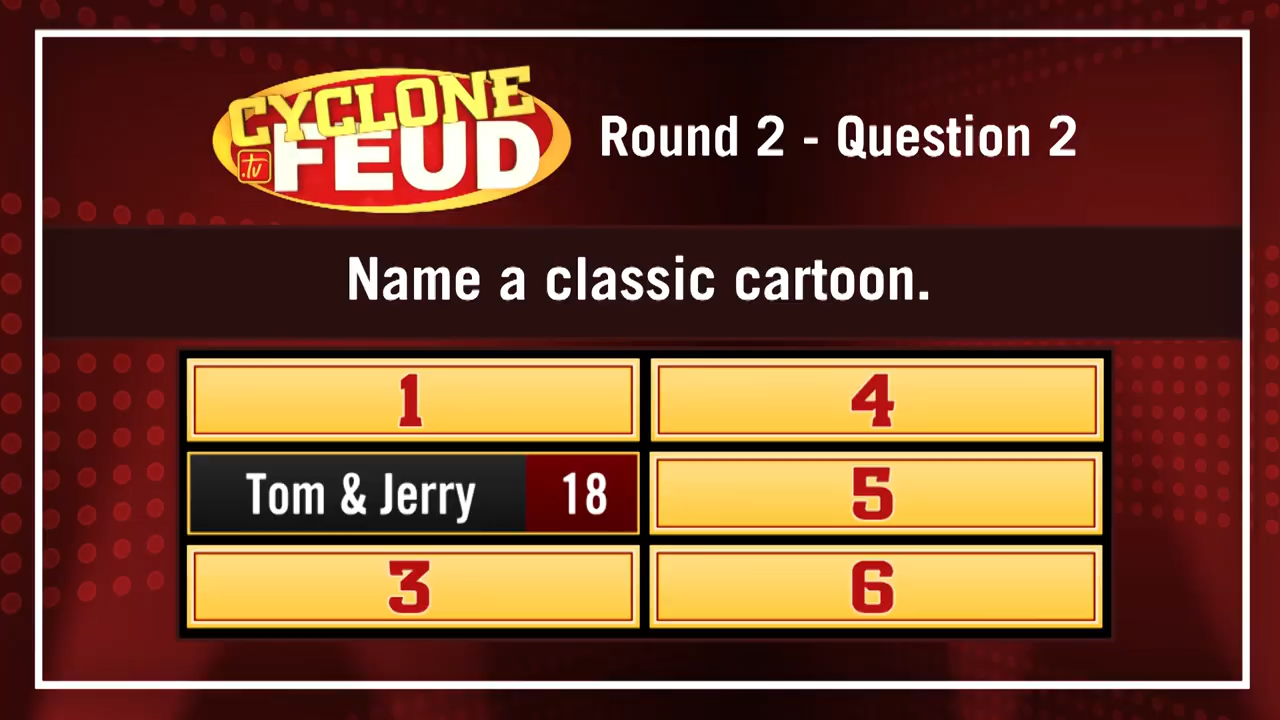 CYCLONE
.tv FEUD
Round 2 - Question 2
Name a classic cartoon.
1
4
Tom & Jerry 18
5
3
6